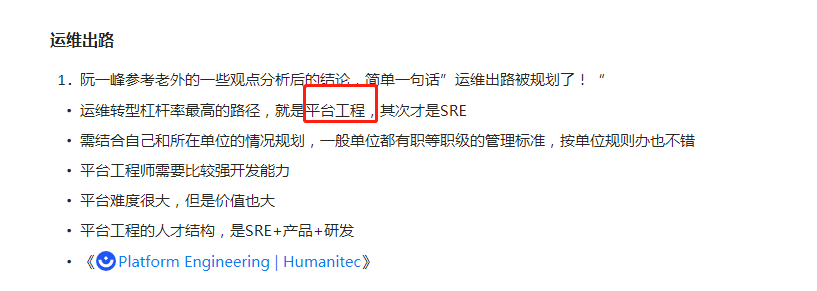 运维出路
1. 阮一峰参考老外的一些观点分析后的结论，简单一句话”运维出路被规划了！“
• 运维转型杠杆率最高的路径，就是平台工程，其次才是SRE
• 需结合自己和所在单位的情况规划，一般单位都有职等职级的管理标准，按单位规则办也不错
• 平台工程师需要比较强开发能力
• 平台难度很大，但是价值也大
• 平台工程的人才结构，是SRE+产品+研发
• 《Platform Engineering | Humanitec》